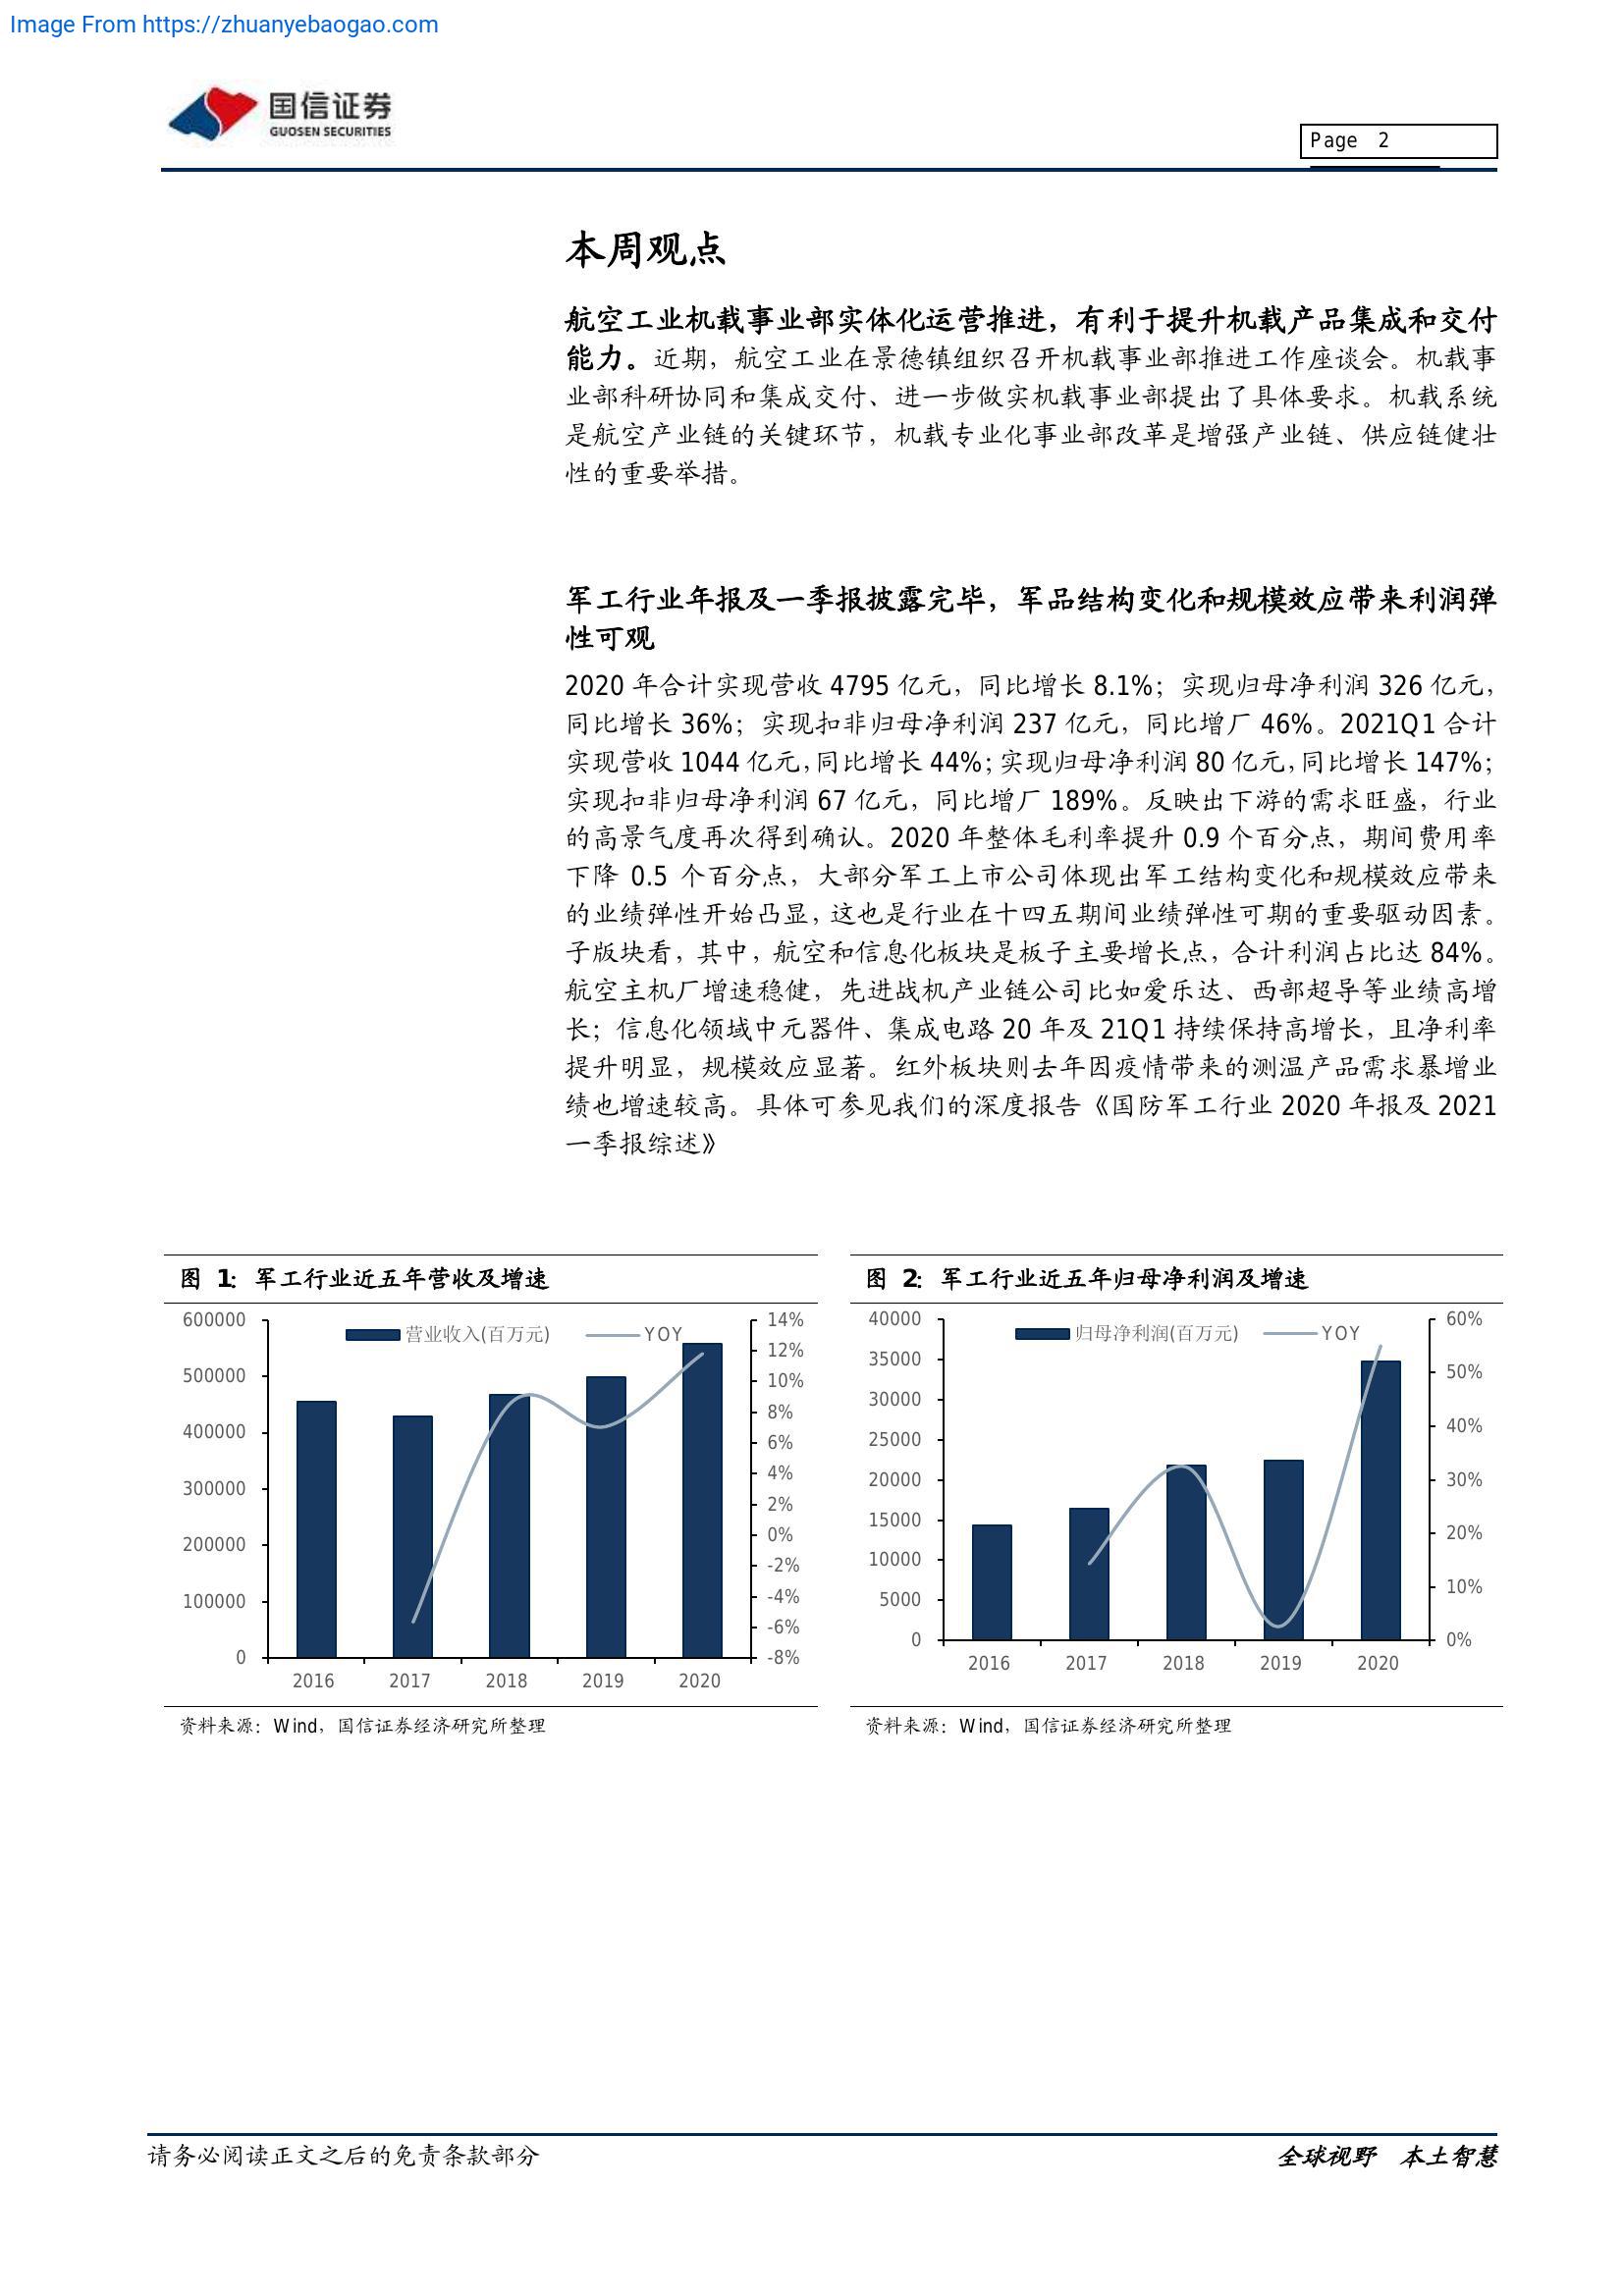 Image From https://zhuanyebaogao.com
国信证券
GUOSEN SECURITIES
Page 2
本周观点
航空工业机载事业部实体化运营推进，有利于提升机载产品集成和交付
能力。近期，航空工业在景德镇组织召开机载事业部推进工作座谈会。机载事
业部科研协同和集成交付、进一步做实机载事业部提出了具体要求。机载系统
是航空产业链的关键环节，机载专业化事业部改革是增强产业链、供应链健壮
性的重要举措。
军工行业年报及一季报披露完毕，军品结构变化和规模效应带来利润弹
性可观
2020 年合计实现营收 4795 亿元，同比增长 8.1%；实现归母净利润 326 亿元，
同比增长 36%；实现扣非归母净利润 237 亿元，同比增厂 46%。2021Q1 合计
实现营收 1044 亿元，同比增长 44%；实现归母净利润 80 亿元，同比增长 147%；
实现扣非归母净利润 67 亿元，同比增厂 189%。反映出下游的需求旺盛，行业
的高景气度再次得到确认。2020 年整体毛利率提升 0.9 个百分点，期间费用率
下降 0.5 个百分点，大部分军工上市公司体现出军工结构变化和规模效应带来
的业绩弹性开始凸显，这也是行业在十四五期间业绩弹性可期的重要驱动因素。
子版块看，其中，航空和信息化板块是板子主要增长点，合计利润占比达 84%。
航空主机厂增速稳健，先进战机产业链公司比如爱乐达、西部超导等业绩高增
长；信息化领域中元器件、集成电路 20 年及 21Q1 持续保持高增长，且净利率
提升明显，规模效应显著。红外板块则去年因疫情带来的测温产品需求暴增业
绩也增速较高。具体可参见我们的深度报告《国防军工行业 2020 年报及 2021
一季报综述》
图 1：军工行业近五年营收及增速
营业收入(百万元)
YOY
600000
500000
400000
300000
200000
100000
0
14%
12%
10%
8%
6%
4%
2%
0%
-2%
-4%
-6%
-8%
2016 2017 2018 2019 2020
资料来源：Wind，国信证券经济研究所整理
图 2：军工行业近五年归母净利润及增速
归母净利润(百万元)
YOY
40000
35000
30000
25000
20000
15000
10000
5000
0
60%
50%
40%
30%
20%
10%
0%
2016 2017 2018 2019 2020
资料来源：Wind，国信证券经济研究所整理
请务必阅读正文之后的免责条款部分
全球视野 本土智慧